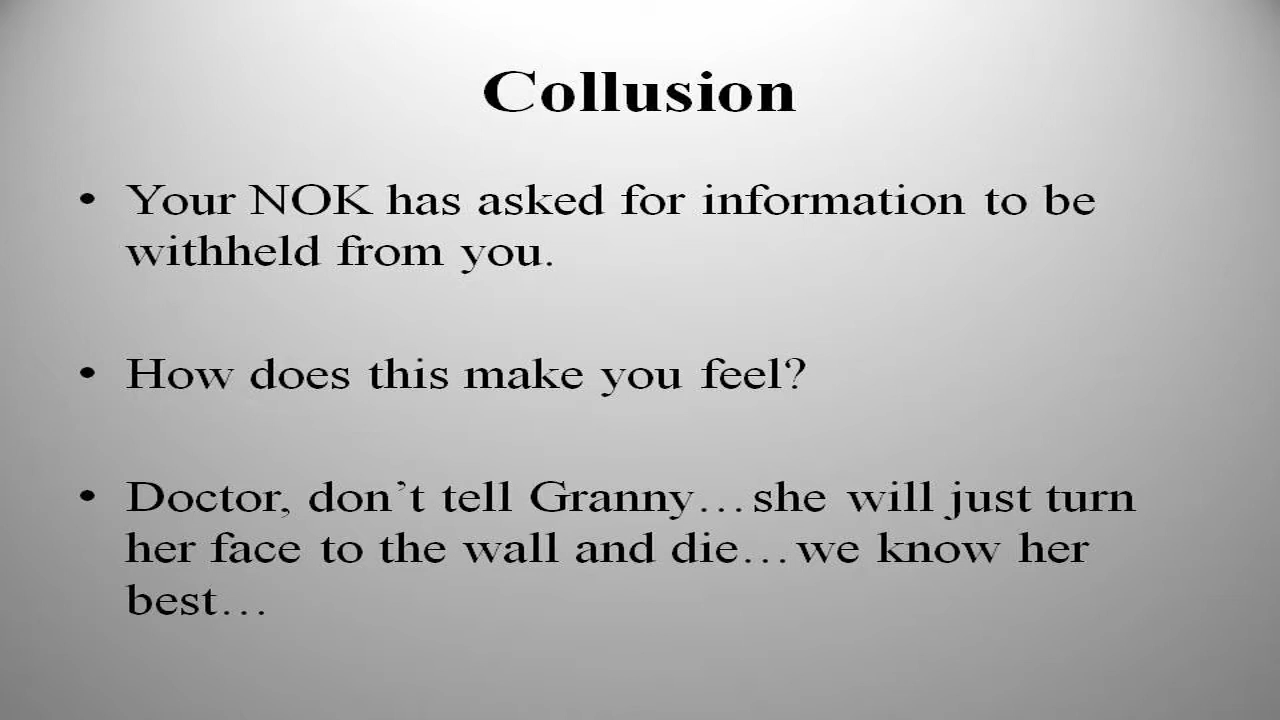 Collusion
• Your NOK has asked for information to be
withheld from you.
• How does this make you feel?
• Doctor, don’t tell Granny…she will just turn
her face to the wall and die…we know her
best…